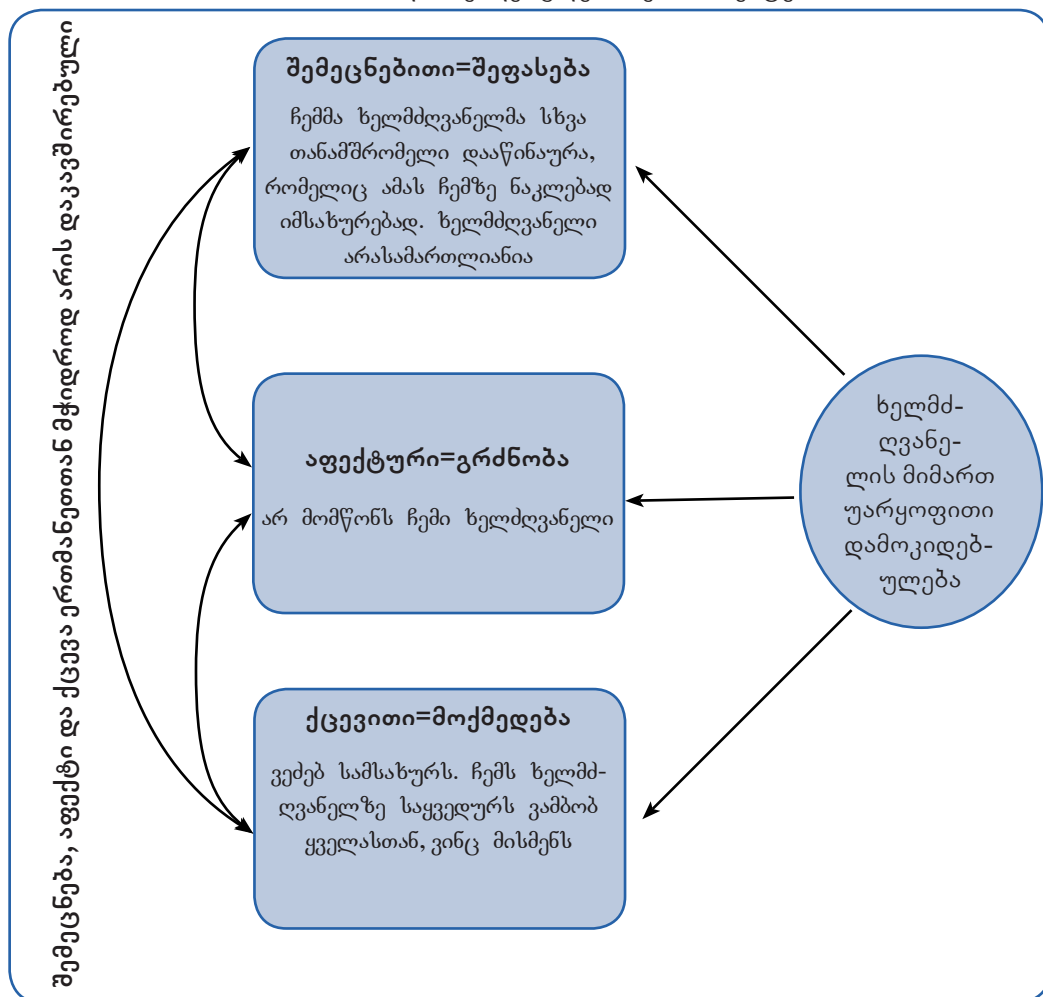 შემეცნება, აფექტი და ქცევა ერთმანეთთან მჭიდროდ არის დაკავშირებული
შემეცნებითი=შეფასება
ჩემმა ხელმძღვანელმა სხვა
თანამშრომელი დააწინაურა,
რომელიც ამას ჩემზე ნაკლებად
იმსახურებად. ხელმძღვანელი
არასამართლიანია
აფექტური=გრძნობა
არ მომწონს ჩემი ხელძღვანელი
ქცევითი=მოქმედება
ვეძებ სამსახურს. ჩემს ხელმძ-
ღვანელზე საყვედურს ვამბობ
ყველასთან, ვინც მისმენს
ხელმძ-
ღვანე-
ლის მიმართ
უარყოფითი
დამოკიდებ-
ულება